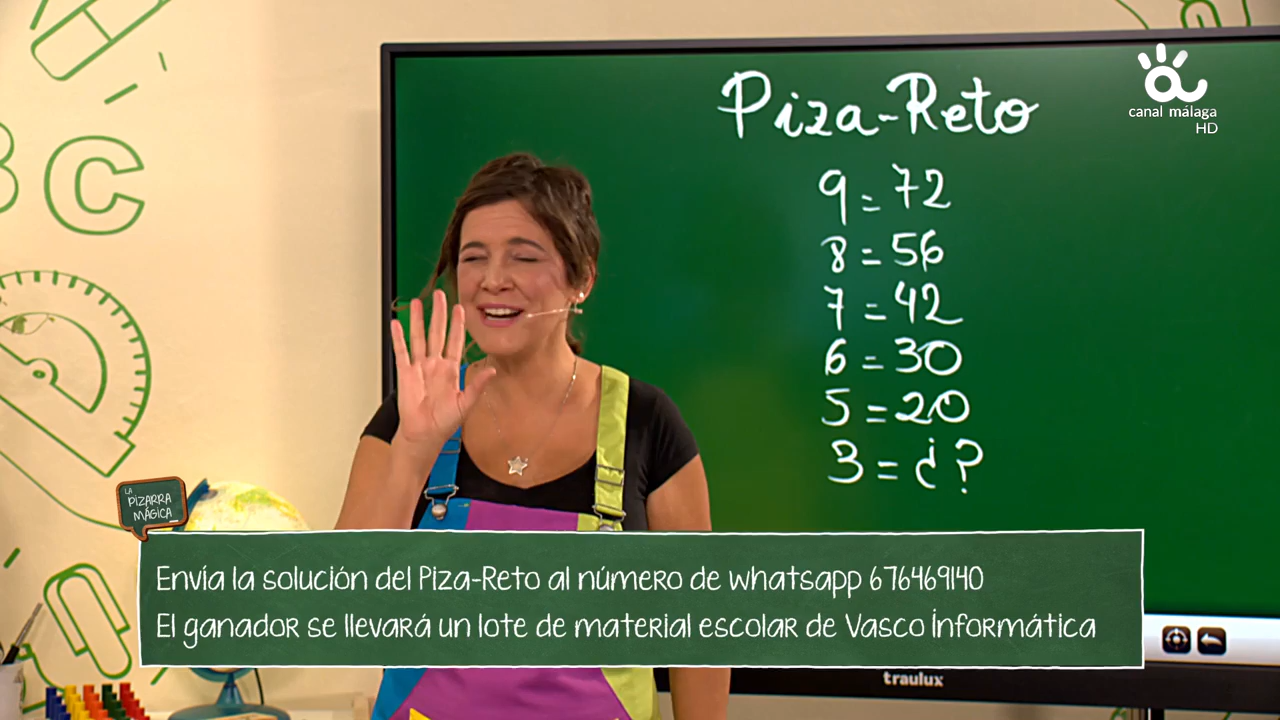 Piza-Reto
canal málaga
HD
9 = 72
8 = 56
7 = 42
6 = 30
5 = 20
3 = ¿?
C
LA
PIZARRA
MÁGICA
Envía la solución del Piza-Reto al número de whatsapp 676469140
El ganador se llevará un lote de material escolar de Vasco Informática
traulux